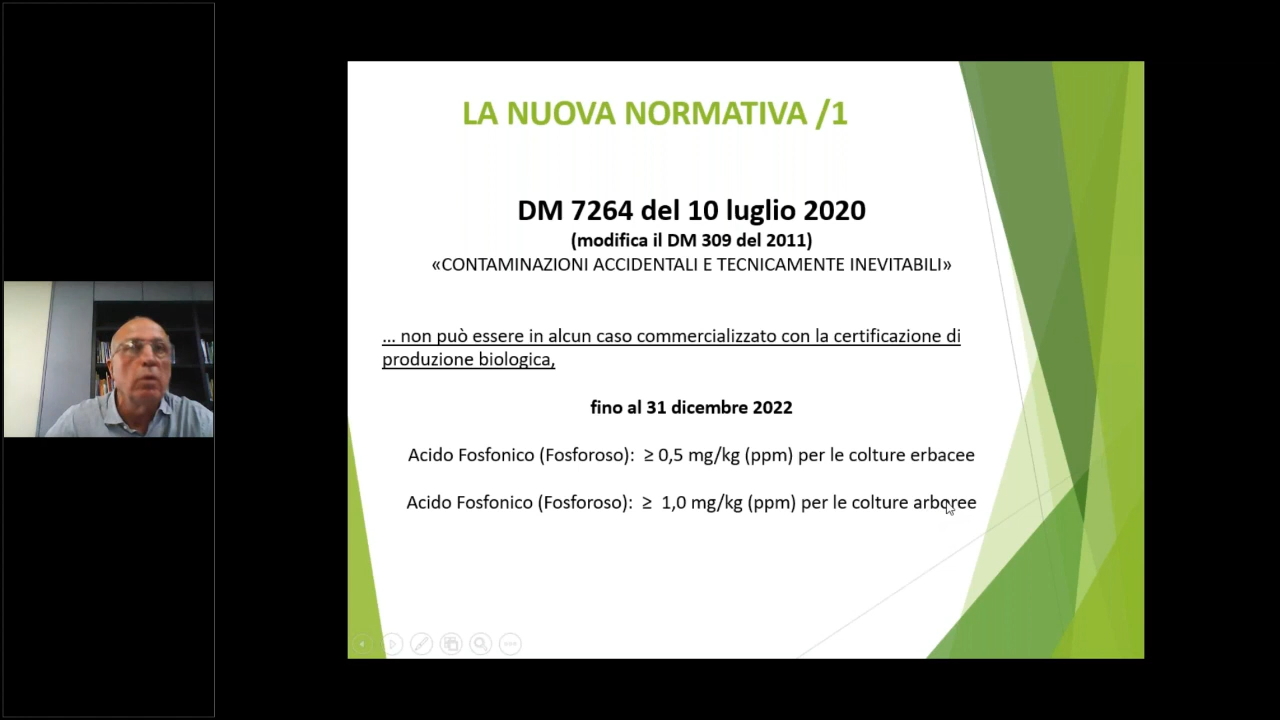 LA NUOVA NORMATIVA /1
DM 7264 del 10 luglio 2020
(modifica il DM 309 del 2011)
«CONTAMINAZIONI ACCIDENTALI E TECNICAMENTE INEVITABILI»
... non può essere in alcun caso commercializzato con la certificazione di
produzione biologica,
fino al 31 dicembre 2022
Acido Fosfonico (Fosforoso): ≥ 0,5 mg/kg (ppm) per le colture erbacee
Acido Fosfonico (Fosforoso): ≥ 1,0 mg/kg (ppm) per le colture arboree